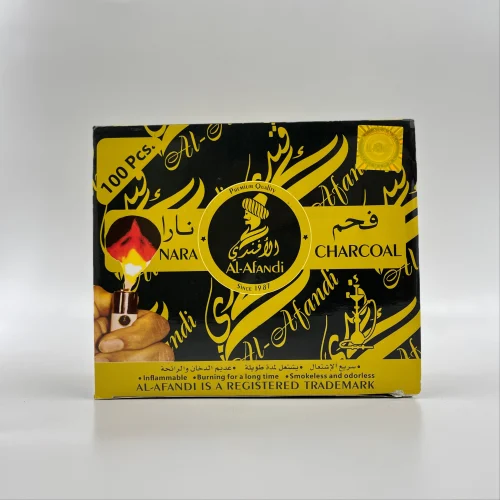 100 Pcs.
PREMIUM QUALITY
الأفندي
AL-Afandi
SINCE 1987
نارا
NARA
فحم
CHARCOAL
Al-Afandi
Afandi
•سريع الإشتعال •يشتعل لمدة طويلة •عديم الدخان والرائحة
•Inflammable •Burning for a long time •Smokeless and odorless
AL-AFANDI IS A REGISTERED TRADEMARK